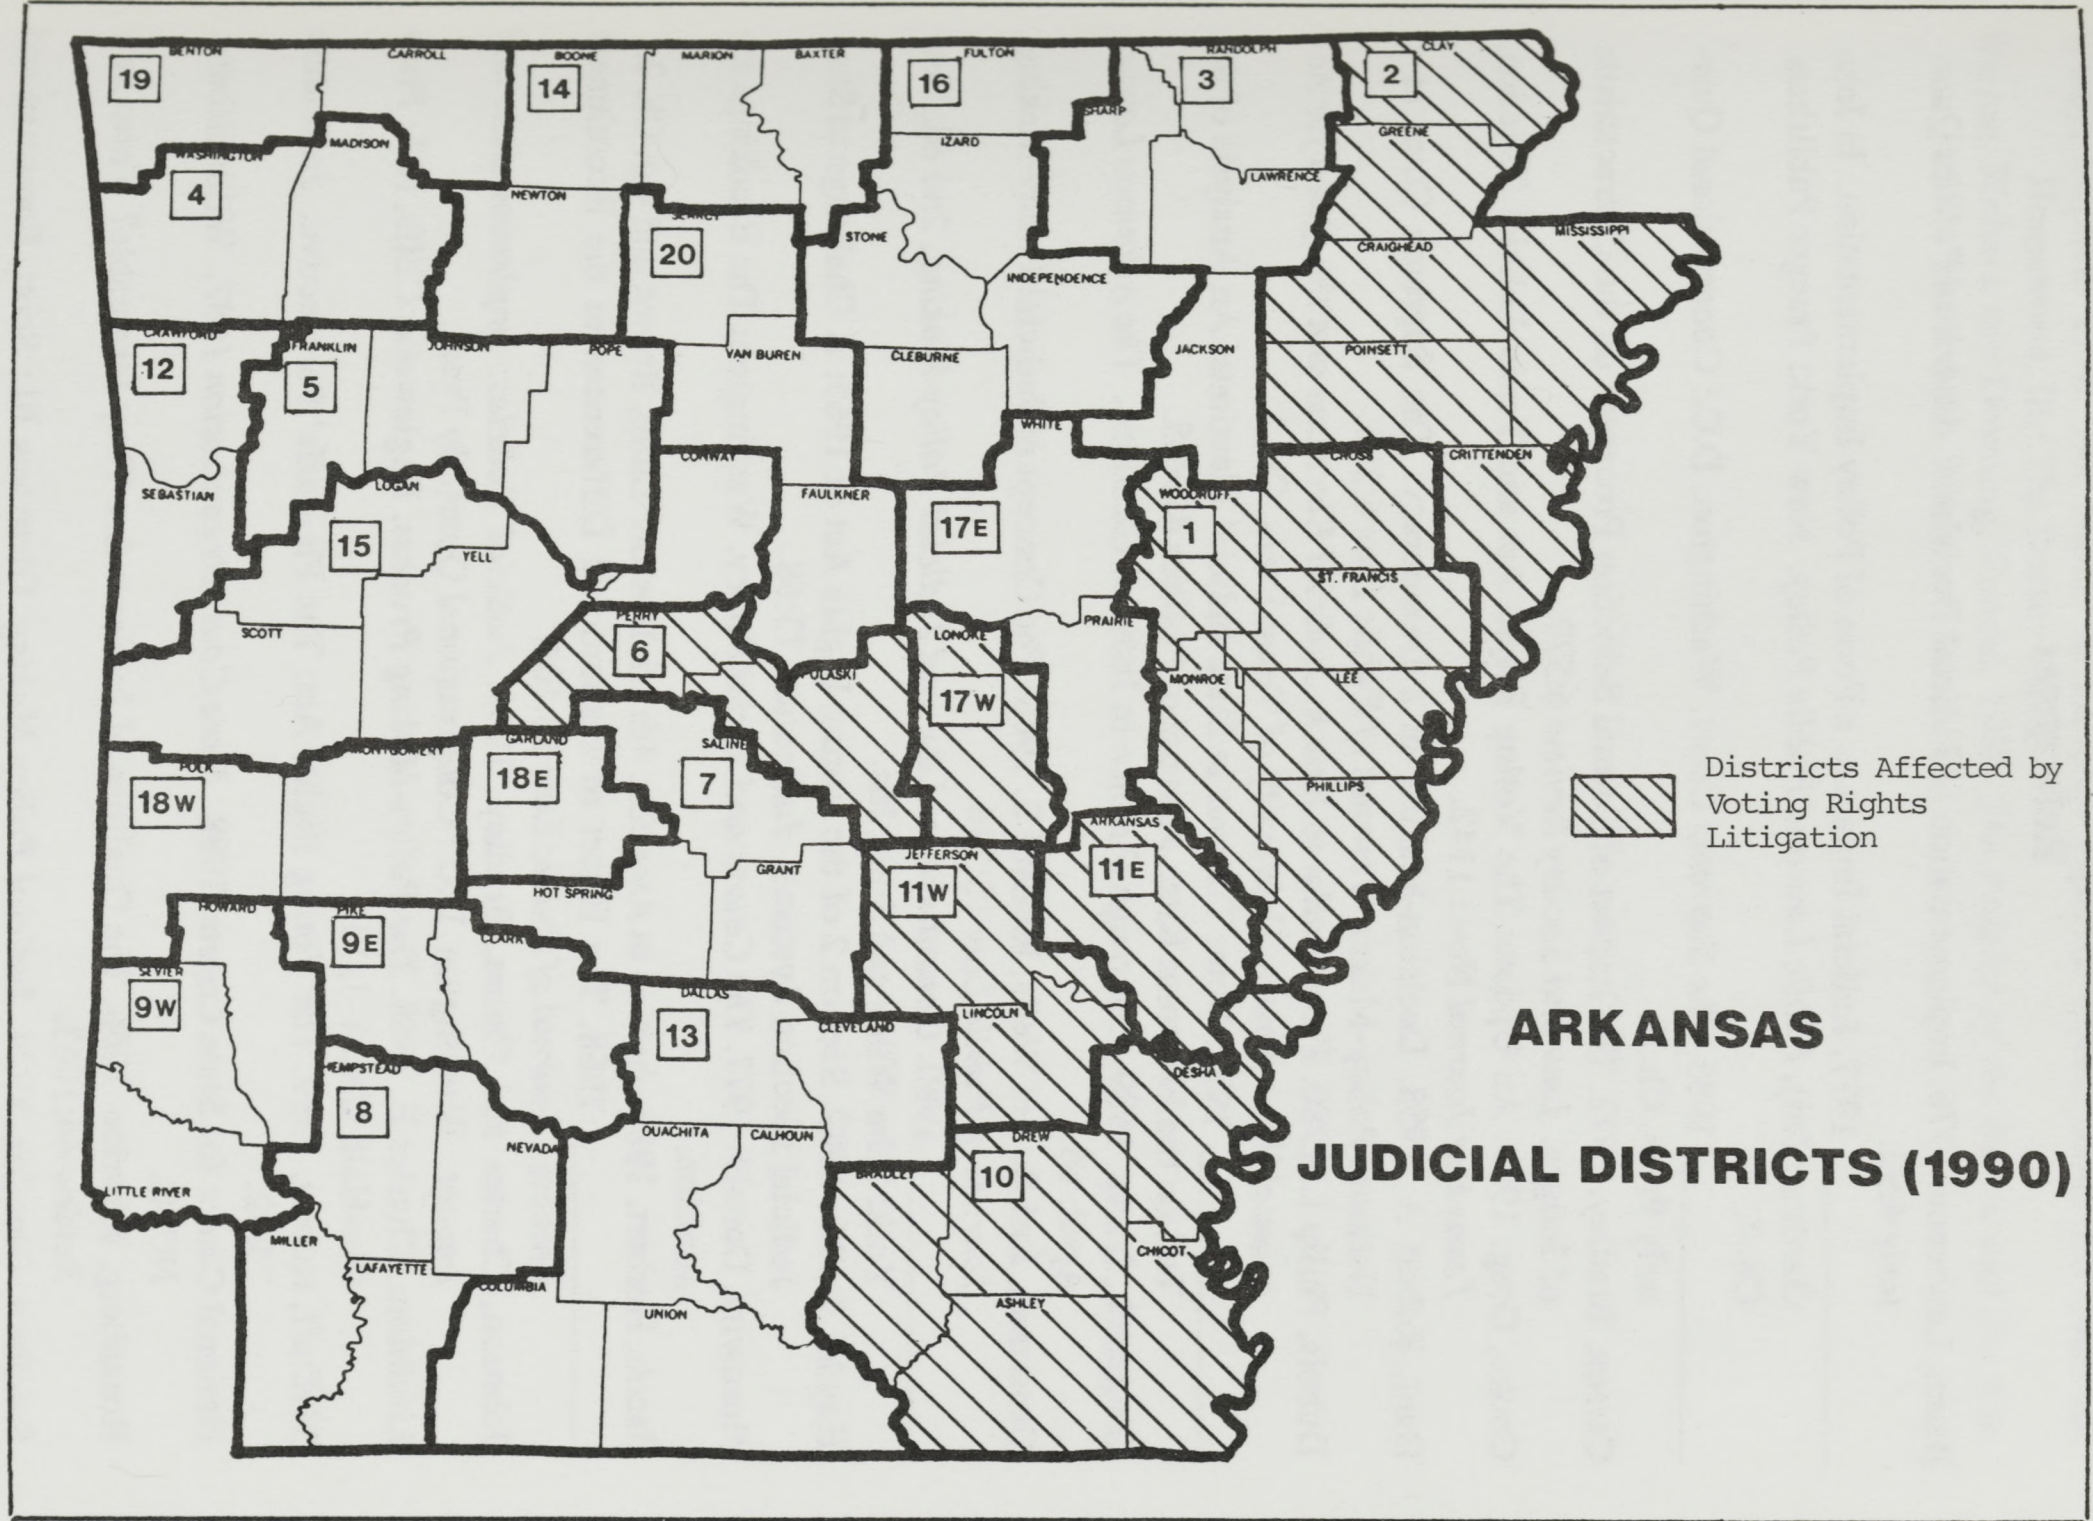 BENTON
CARROLL
BOONE
MARION
BAXTER
FULTON
RANDOLPH
CLAY
19
14
16
3
2
SHARP
GREENE
IZARD
MADISON
WASHINGTON
4
NEWTON
LAWRENCE
SEARCY
20
STONE
CRAIGHEAD
MISSISSIPPI
INDEPENDENCE
CRAWFORD
FRANKLIN
JOHNSON
POPE
VAN BUREN
CLEBURNE
JACKSON
POINSETT
12
5
WHITE
CONWAY
CROSS
CRITTENDEN
SEBASTIAN
LOGAN
FAULKNER
WOODRUFF
15
17E
1
YELL
ST. FRANCIS
PERRY
PRAIRIE
SCOTT
LONOKE
6
PULASKI
17W
MONROE
LEE
GARLAND
SALINE
MONTGOMERY
POLK
18W
18E
7
PHILLIPS
Districts Affected by
Voting Rights
Litigation
ARKANSAS
JEFFERSON
GRANT
11W
11E
HOT SPRING
HOWARD
PIKE
CLARK
9E
SEVIER
9W
DALLAS
13
CLEVELAND
LINCOLN
ARKANSAS
HEMPSTEAD
DESHA
8
OUACHITA
CALHOUN
DREW
NEVADA
BRADLEY
10
JUDICIAL DISTRICTS (1990)
LITTLE RIVER
MILLER
LAFAYETTE
COLUMBIA
UNION
CHICOT
ASHLEY